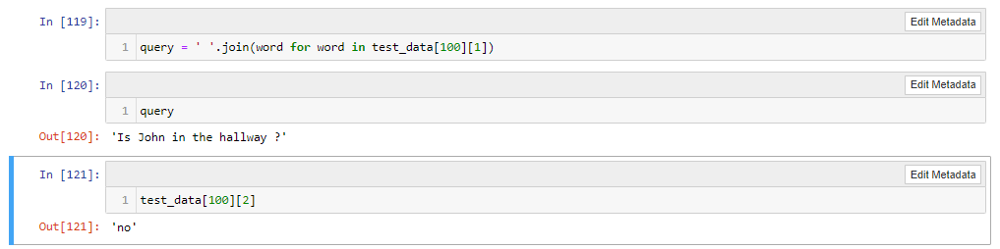 In [119]:
Edit Metadata
1 query = ' '.join(word for word in test_data[100][1])
In [120]:
Edit Metadata
1 query
Out[120]: 'Is John in the hallway ?'
In [121]:
Edit Metadata
1 test_data[100][2]
Out[121]: 'no'